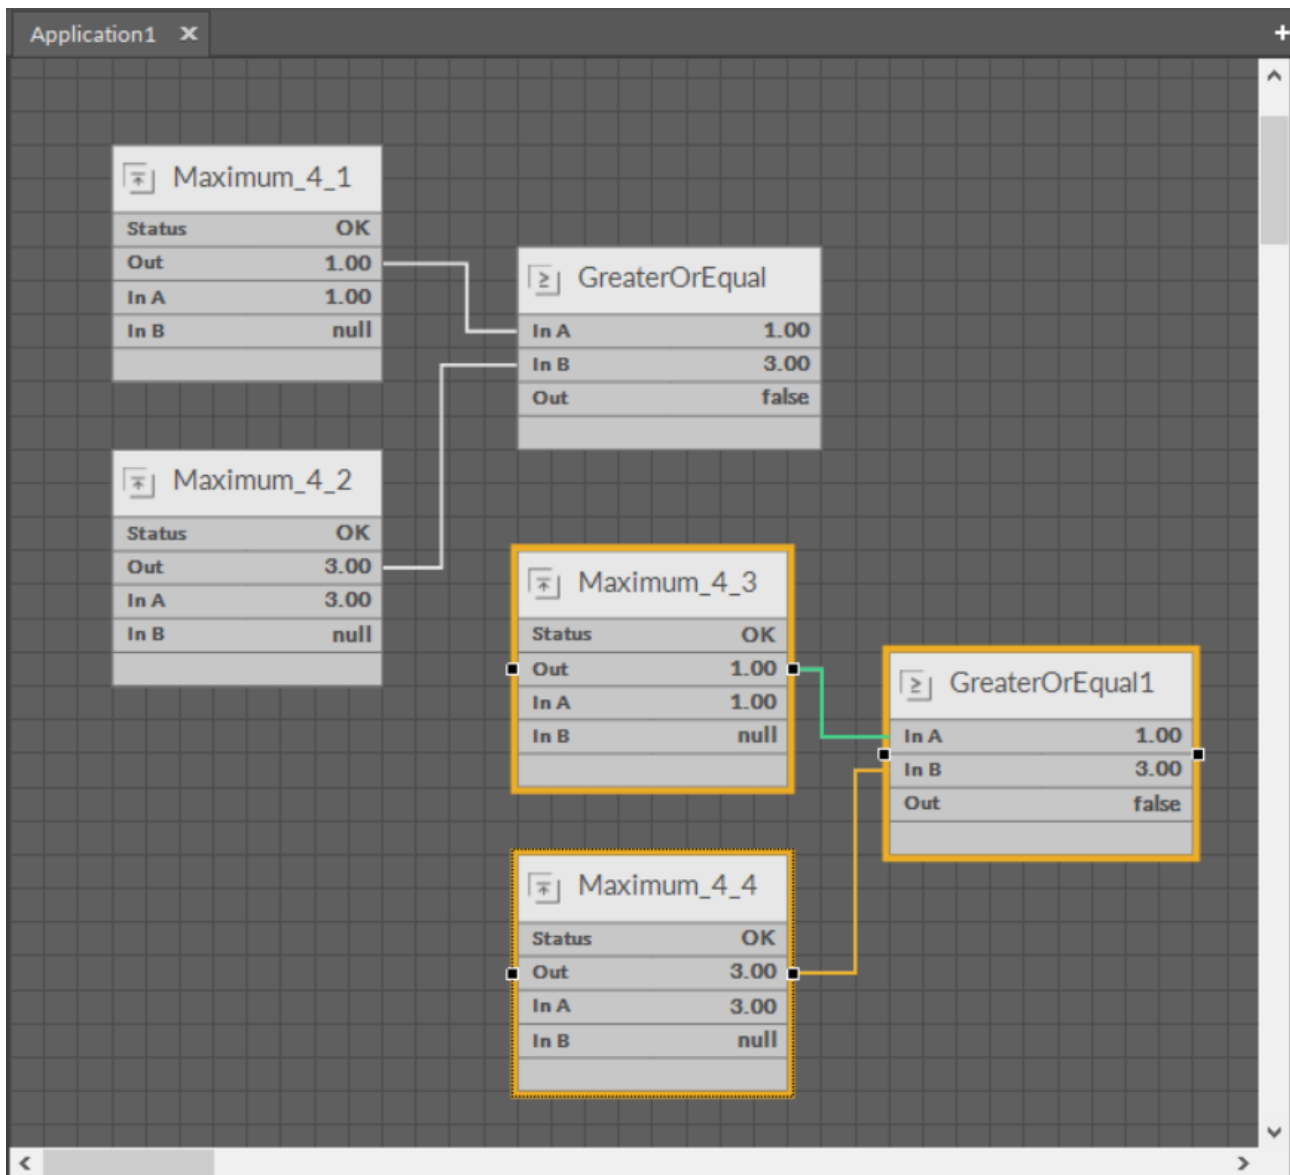 Application1 ×
+
Maximum_4_1
Status OK
Out 1.00
In A 1.00
In B null
GreaterOrEqual
In A 1.00
In B 3.00
Out false
Maximum_4_2
Status OK
Out 3.00
In A 3.00
In B null
Maximum_4_3
Status OK
Out 1.00
In A 1.00
In B null
GreaterOrEqual1
In A 1.00
In B 3.00
Out false
Maximum_4_4
Status OK
Out 3.00
In A 3.00
In B null